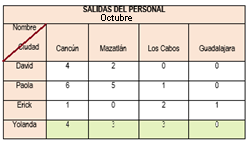 SALIDAS DEL PERSONAL
Octubre
Nombre
Ciudad
Cancún Mazatlán Los Cabos Guadalajara
David 4 2 0 0
Paola 6 5 1 0
Erick 1 0 2 1
Yolanda 4 3 3 0